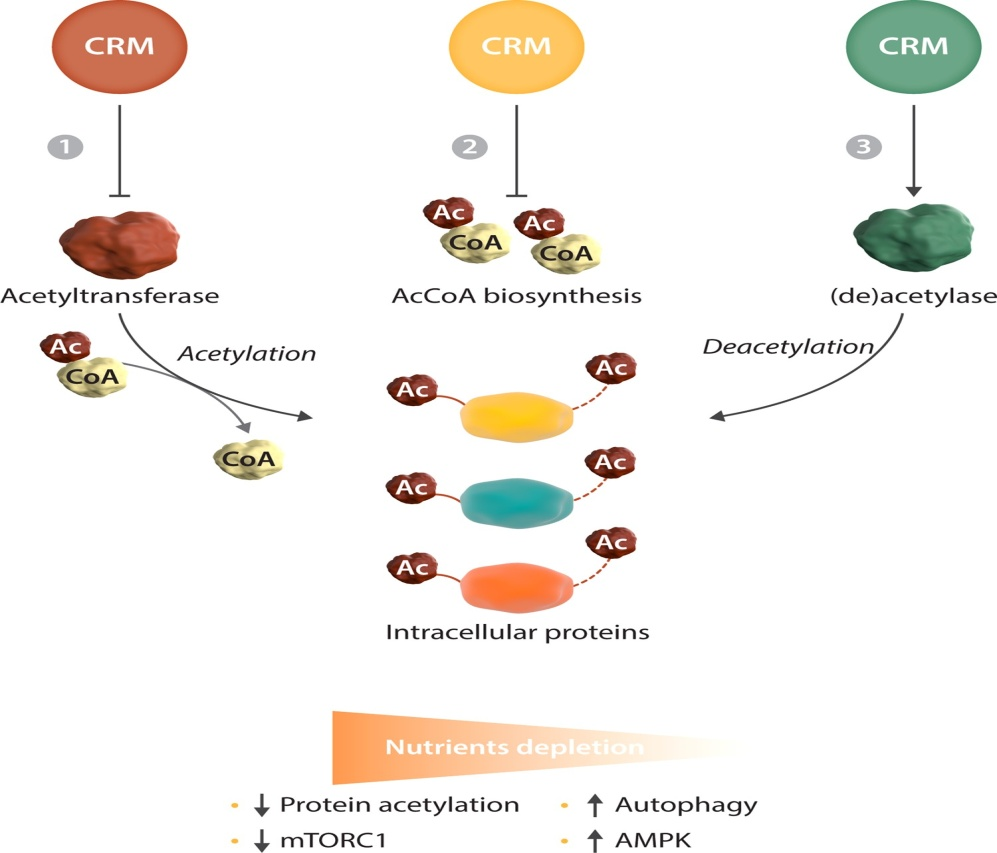 CRM
CRM
CRM
1
2
3
Ac
CoA
Ac
CoA
Acetyltransferase
AcCoA biosynthesis
(de)acetylase
Ac
CoA
Acetylation
CoA
Deacetylation
Ac
Ac
Ac
Ac
Ac
Ac
Intracellular proteins
Nutrients depletion
• ↓ Protein acetylation
• ↑ Autophagy
• ↓ mTORC1
• ↑ AMPK